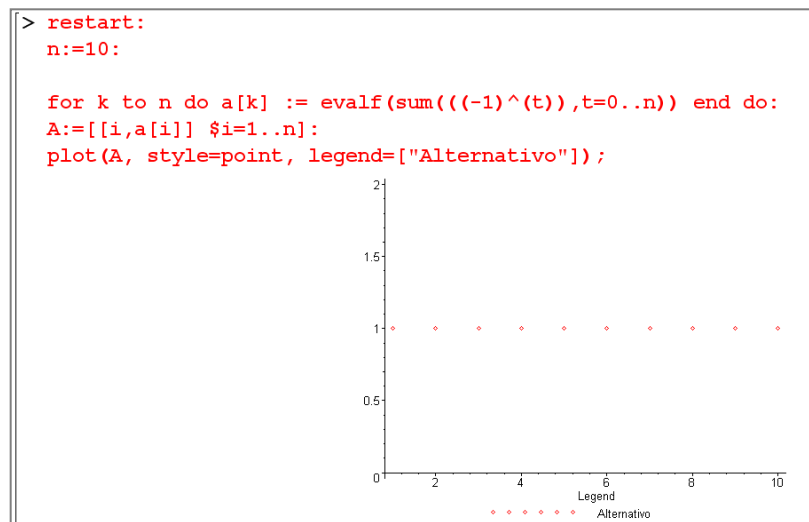 > restart:
n:=10:
for k to n do a[k] := evalf(sum(((-1)^(t)),t=0..n)) end do:
A:=[[i,a[i]] $i=1..n]:
plot(A, style=point, legend=["Alternativo"]);
2
1.5
1
0.5
0
2 4 6 8 10
Legend
Alternativo